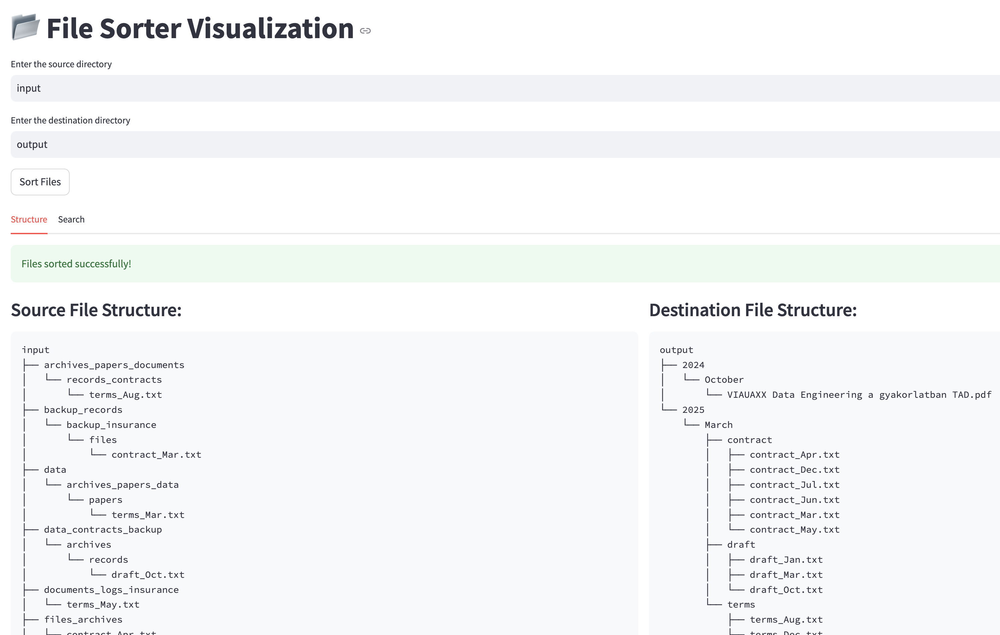 File Sorter Visualization
Enter the source directory
input
Enter the destination directory
output
Sort Files
Structure Search
Files sorted successfully!
Source File Structure:
input
├── archives_papers_documents
│   └── records_contracts
│       └── terms_Aug.txt
├── backup_records
│   └── backup_insurance
│       └── files
│           └── contract_Mar.txt
├── data
│   └── archives_papers_data
│       └── papers
│           └── terms_Mar.txt
├── data_contracts_backup
│   └── archives
│       └── records
│           └── draft_Oct.txt
├── documents_logs_insurance
│   └── terms_May.txt
├── files_archives
│   └── contract_Apr.txt
Destination File Structure:
output
├── 2024
│   └── October
│       └── VIAUAXX Data Engineering a gyakorlatban TAD.pdf
└── 2025
    └── March
        ├── contract
        │   ├── contract_Apr.txt
        │   ├── contract_Dec.txt
        │   ├── contract_Jul.txt
        │   ├── contract_Jun.txt
        │   ├── contract_Mar.txt
        │   └── contract_May.txt
        ├── draft
        │   ├── draft_Jan.txt
        │   ├── draft_Mar.txt
        │   └── draft_Oct.txt
        └── terms
            ├── terms_Aug.txt
            ├── terms_Dec.txt